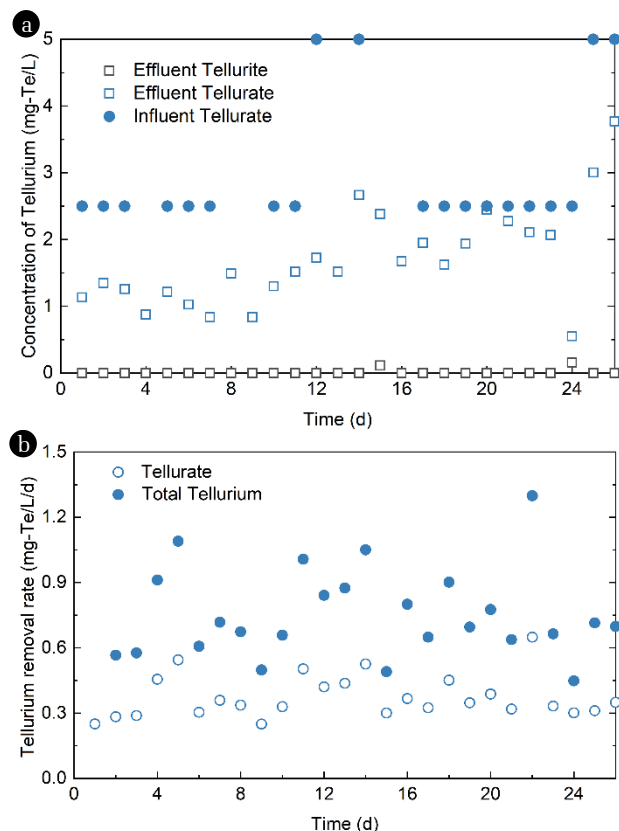 a
5
4
3
2
1
0
Concentration of Tellurium (mg-Te/L)
Effluent Tellurite
Effluent Tellurate
Influent Tellurate
0 4 8 12 16 20 24
Time (d)
b
1.5
1.2
0.9
0.6
0.3
0.0
Tellurium removal rate (mg-Te/L/d)
Tellurate
Total Tellurium
0 4 8 12 16 20 24
Time (d)